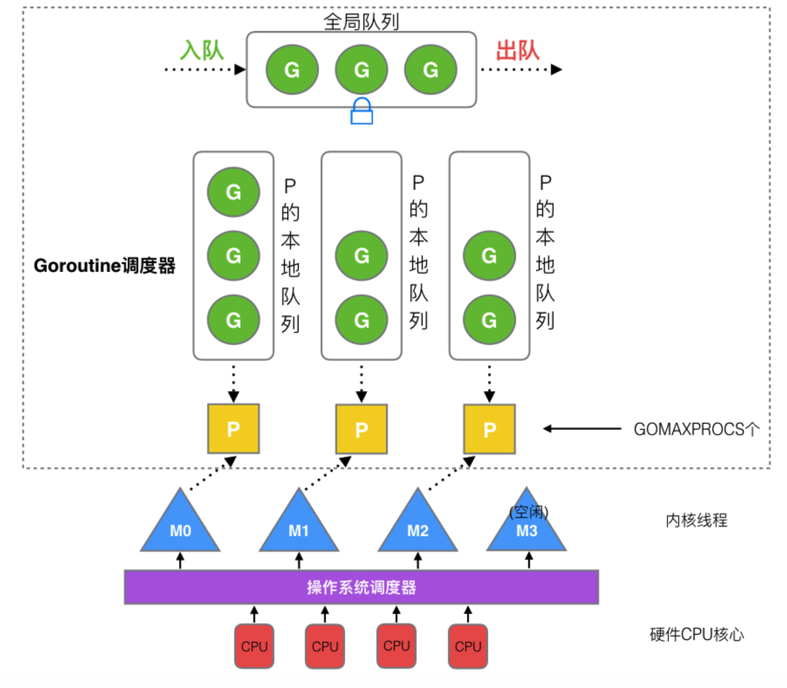 全局队列
入队
出队
G G G
G
G G G
G G G
P的本地队列
P的本地队列
P的本地队列
Goroutine调度器
P P P
GOMAXPROCS个
(空闲)
M0 M1 M2 M3
内核线程
操作系统调度器
CPU CPU CPU CPU
硬件CPU核心